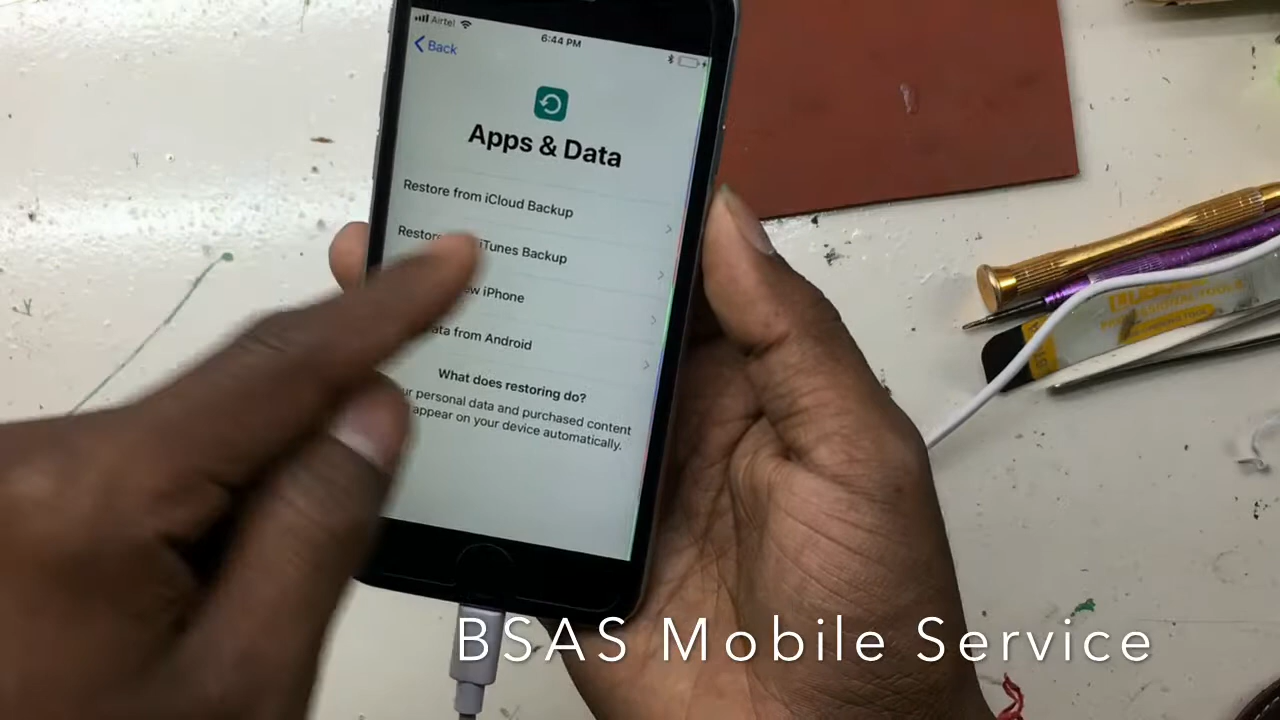 Airtel
6:44 PM
Back
Apps & Data
Restore from iCloud Backup
iTunes Backup
iPhone
from Android
What does restoring do?
personal data and purchased content
appear on your device automatically.
BSAS Mobile Service